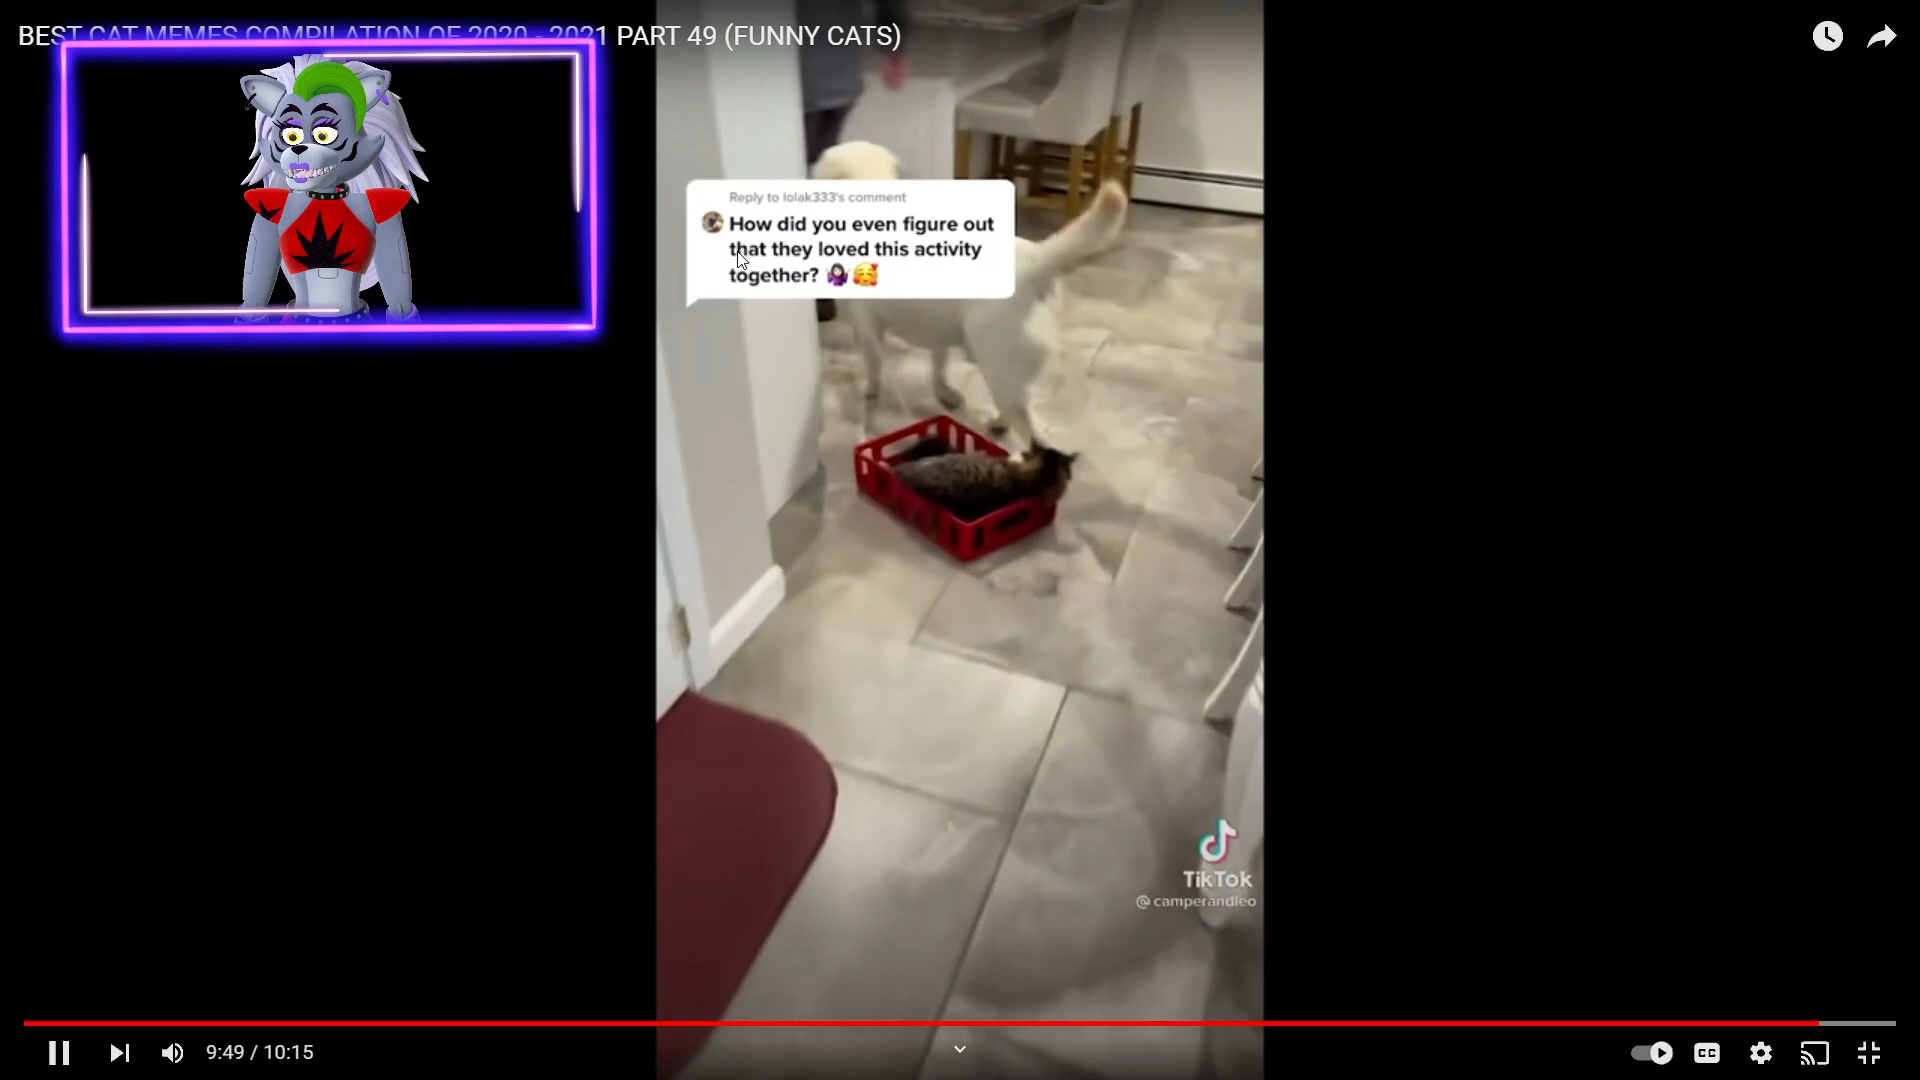 BEST CAT MEMES COMPILATION OF 2020 - 2021 PART 49 (FUNNY CATS)
Reply to lolak333's comment
How did you even figure out
that they loved this activity
together? 🤷🏻‍♀️🥰
TikTok
@camperandleo
9:49 / 10:15
CC